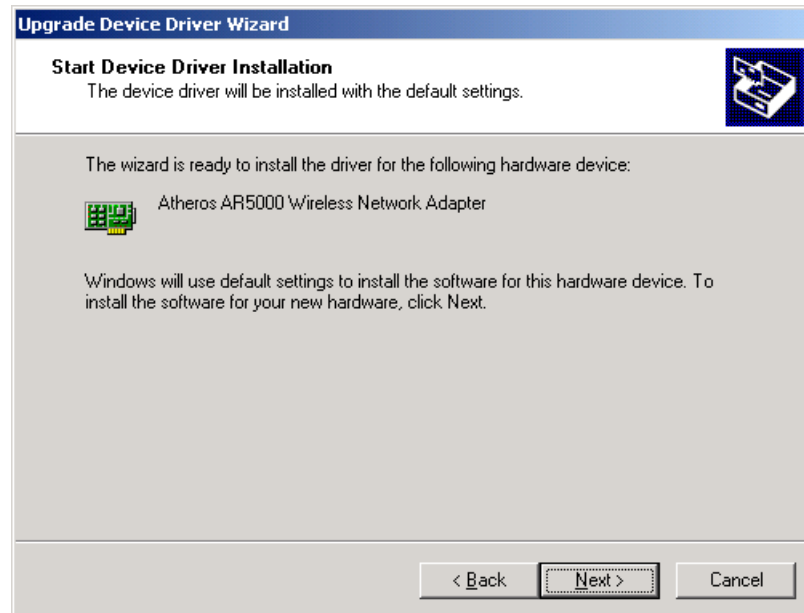 Upgrade Device Driver Wizard
Start Device Driver Installation
The device driver will be installed with the default settings.
The wizard is ready to install the driver for the following hardware device:
Atheros AR5000 Wireless Network Adapter
Windows will use default settings to install the software for this hardware device. To
install the software for your new hardware, click Next.
< Back
Next >
Cancel